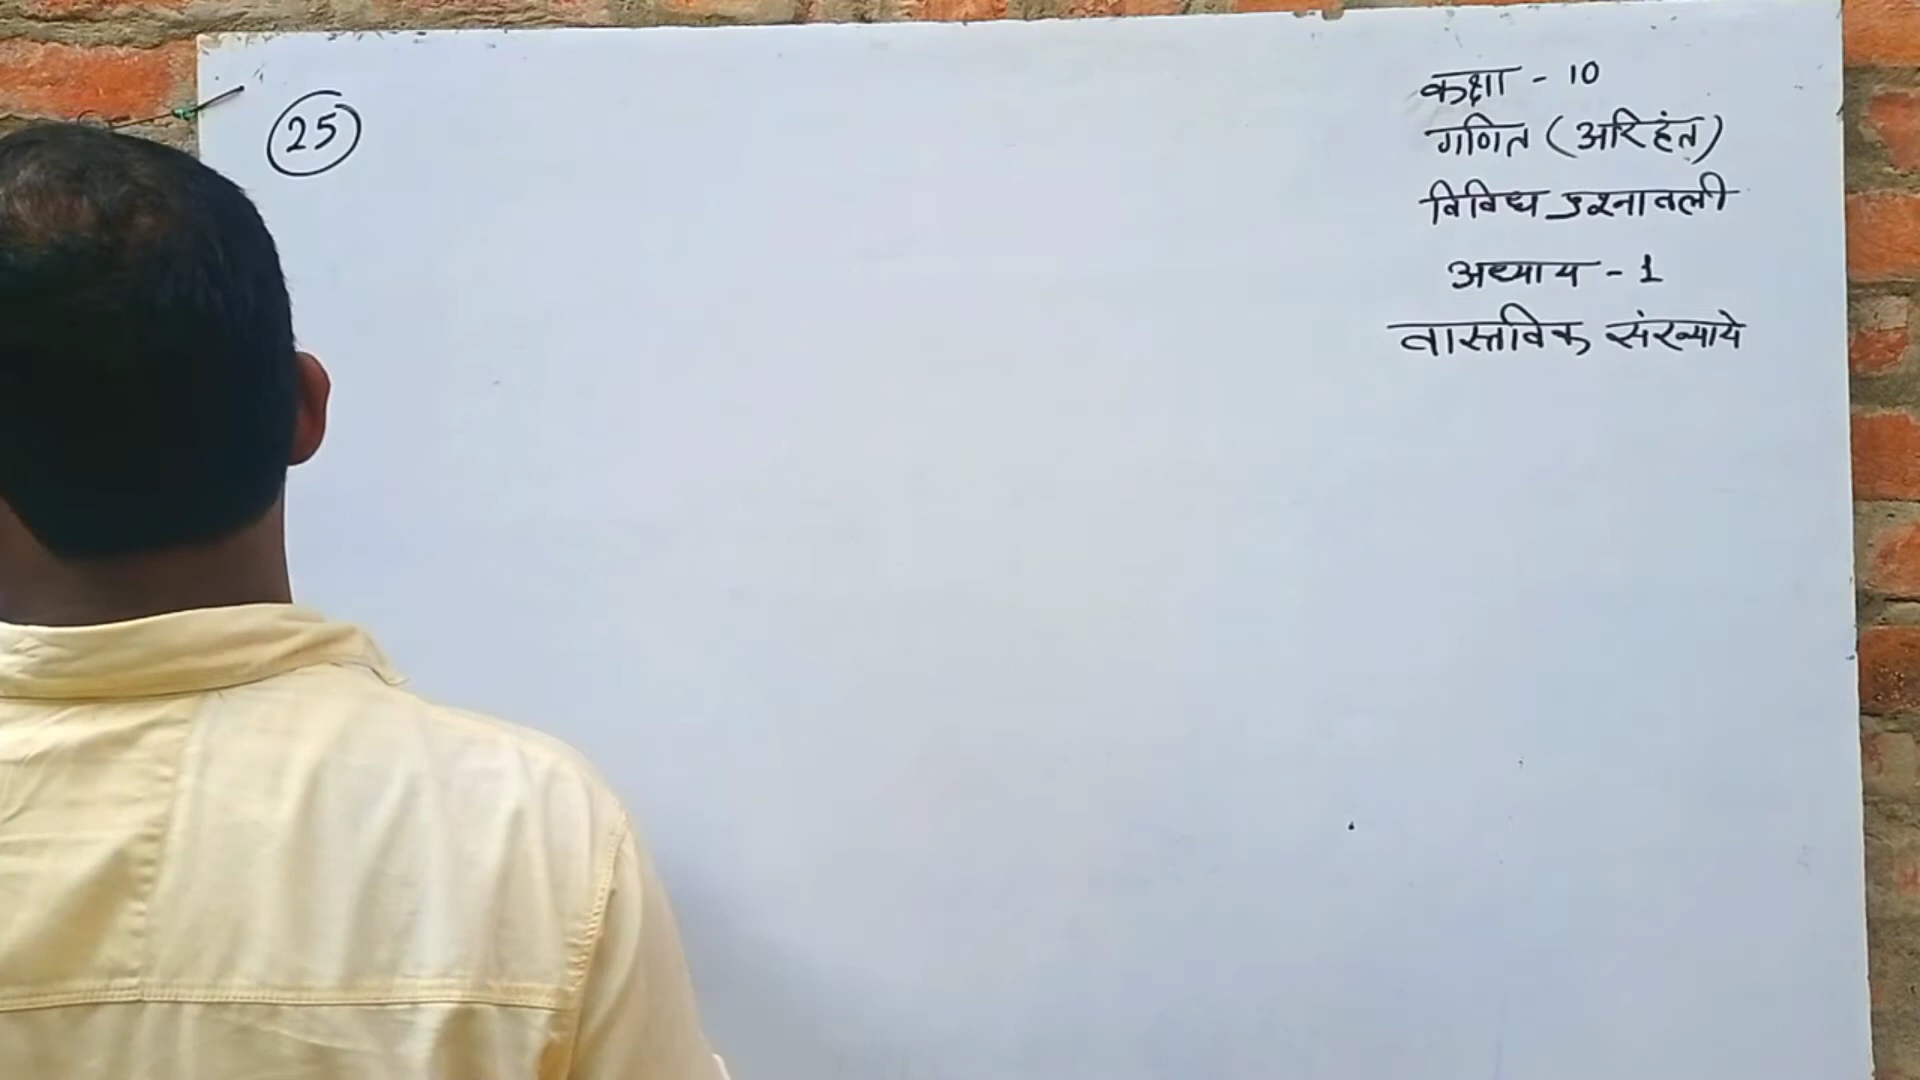 25
कक्षा - 10
गणित (अरिहंत)
विविध प्रश्नावली
अध्याय - 1
वास्तविक संख्याये